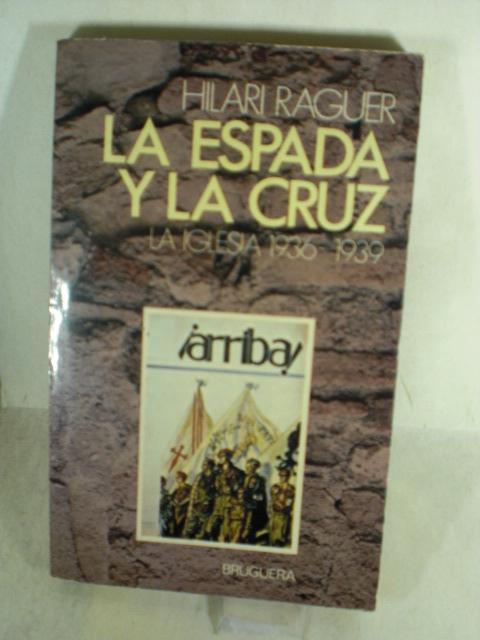 HILARI RAGUER
LA ESPADA
Y LA CRUZ
LA IGLESIA 1936-1939
¡arriba!
BRUGUERA